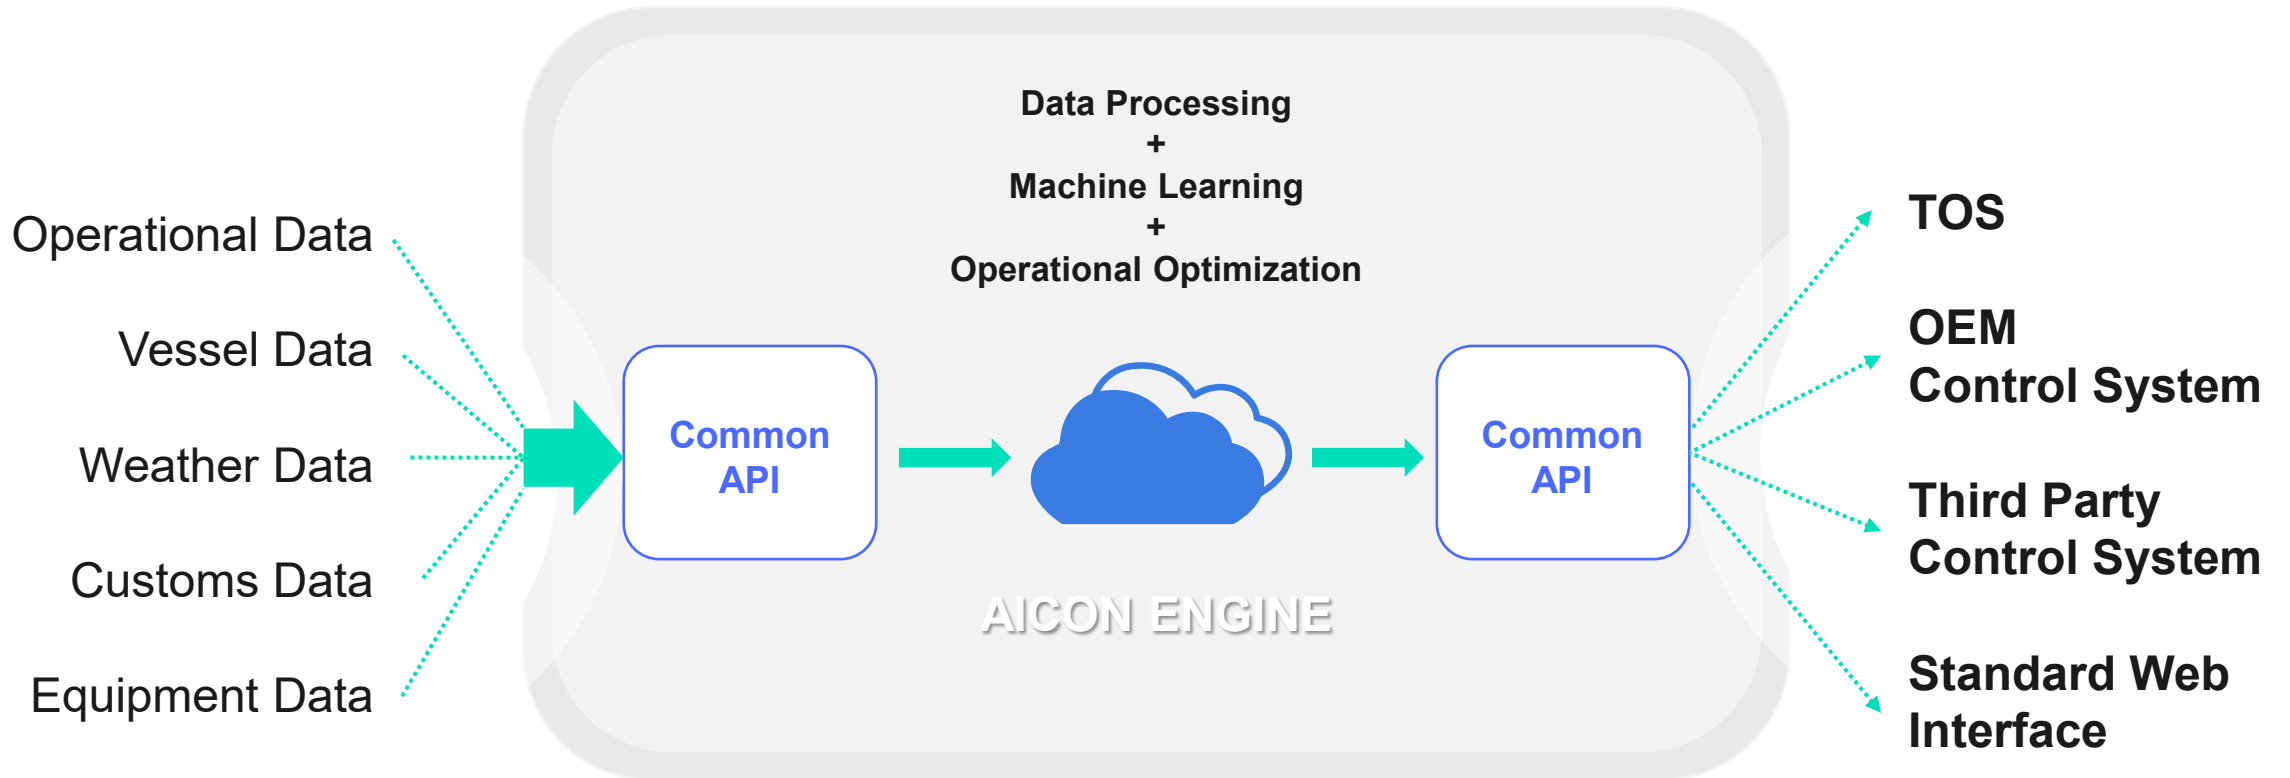 Operational Data
Vessel Data
Weather Data
Customs Data
Equipment Data
Data Processing
+
Machine Learning
+
Operational Optimization
Common
API
Common
API
AICON ENGINE
TOS
OEM
Control System
Third Party
Control System
Standard Web
Interface